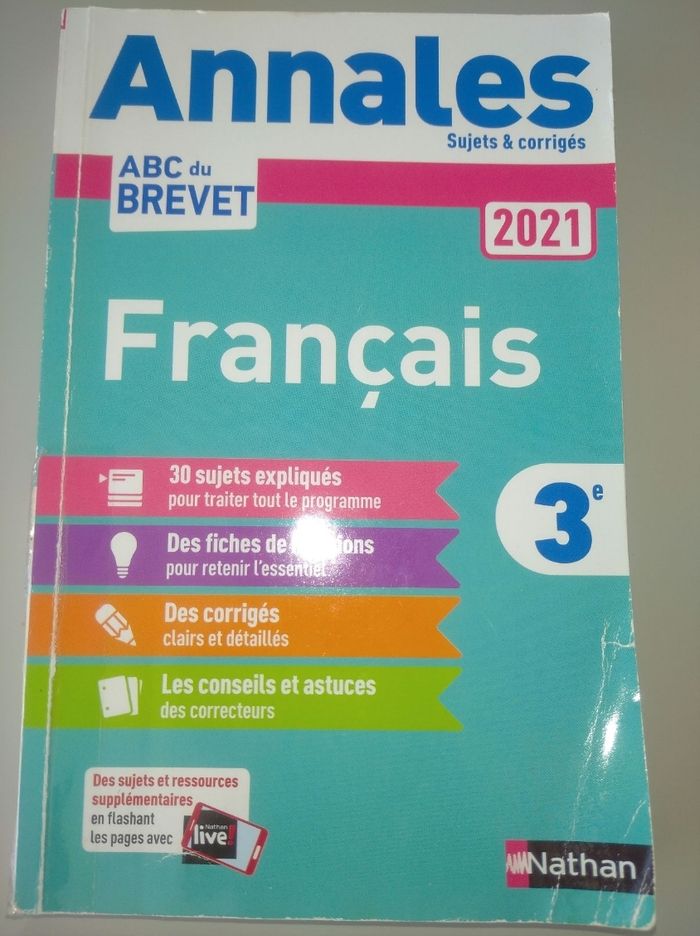 Annales
Sujets & corrigés
ABC du
BREVET
2021
Français
30 sujets expliqués
pour traiter tout le programme
3e
Des fiches de
pour retenir l'essentiel
Des corrigés
clairs et détaillés
Les conseils et astuces
des correcteurs
Des sujets et ressources
supplémentaires
en flashant
les pages avec
Nathan
live!
Nathan